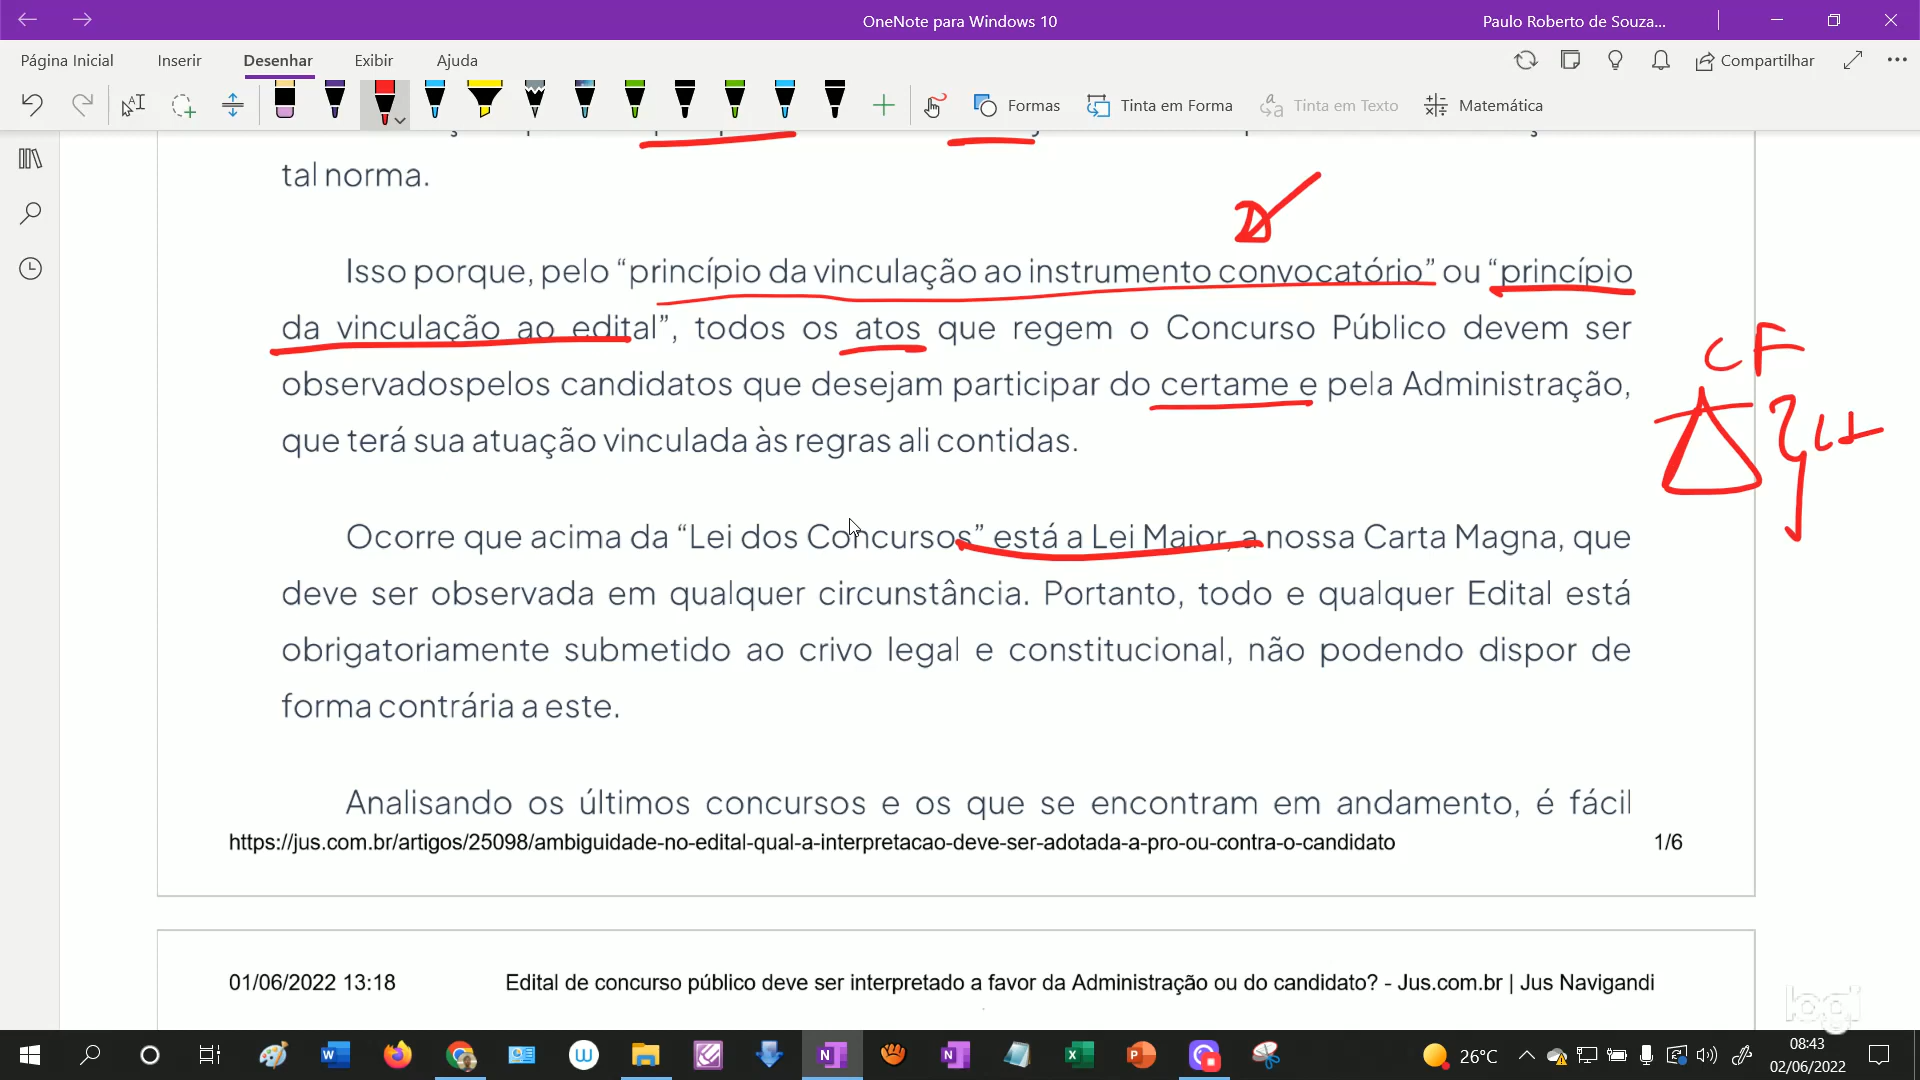 OneNote para Windows 10
Paulo Roberto de Souza...
Página Inicial
Inserir
Desenhar
Exibir
Ajuda
Compartilhar
Formas
Tinta em Forma
Tinta em Texto
Matemática
tal norma.
Isso porque, pelo “princípio da vinculação ao instrumento convocatório” ou “princípio
da vinculação ao edital”, todos os atos que regem o Concurso Público devem ser
observadospelos candidatos que desejam participar do certame e pela Administração,
que terá sua atuação vinculada às regras ali contidas.
CF
Ocorre que acima da “Lei dos Concursos” está a Lei Maior, a nossa Carta Magna, que
deve ser observada em qualquer circunstância. Portanto, todo e qualquer Edital está
obrigatoriamente submetido ao crivo legal e constitucional, não podendo dispor de
forma contrária a este.
Analisando os últimos concursos e os que se encontram em andamento, é fácil
https://jus.com.br/artigos/25098/ambiguidade-no-edital-qual-a-interpretacao-deve-ser-adotada-a-pro-ou-contra-o-candidato
1/6
01/06/2022 13:18
Edital de concurso público deve ser interpretado a favor da Administração ou do candidato? - Jus.com.br | Jus Navigandi
logi
26°C
08:43
02/06/2022